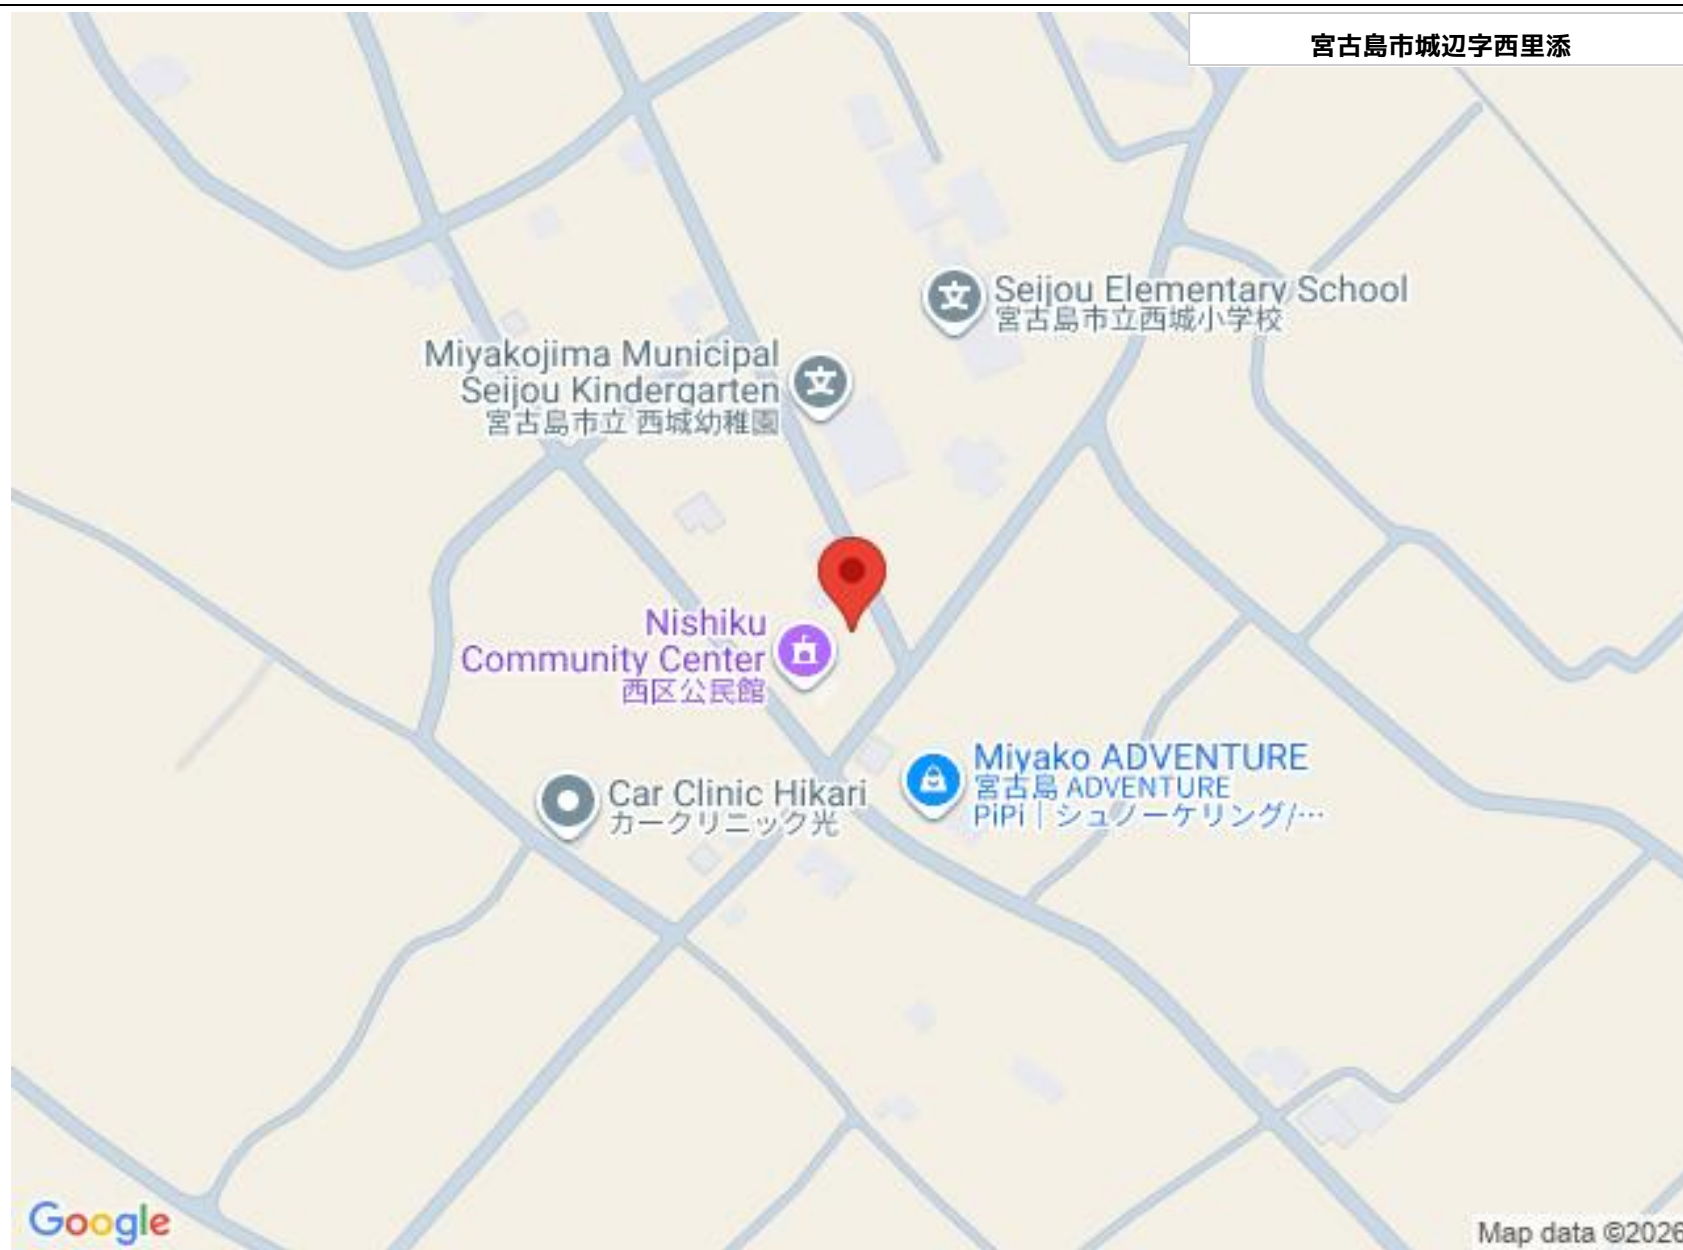 宮古島市城辺字西里添
Seijou Elementary School
宮古島市立西城小学校
Miyakojima Municipal
Seijou Kindergarten
宮古島市立 西城幼稚園
Nishiku
Community Center
西区公民館
Miyako ADVENTURE
宮古島 ADVENTURE
PiPi｜シュノーケリング/…
Car Clinic Hikari
カークリニック光
Google
Map data ©2026